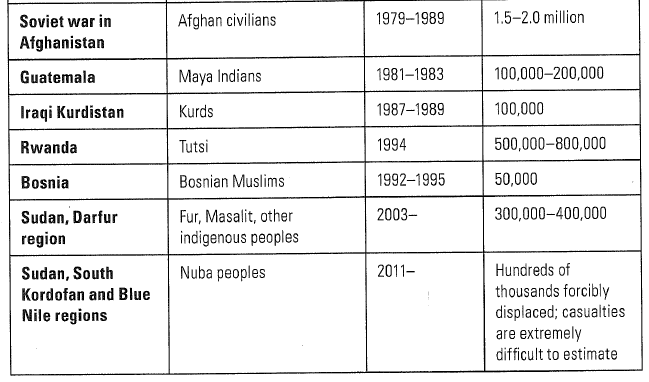 Soviet war in Afghan civilians 1979–1989 1.5–2.0 million
Afghanistan
Guatemala Maya Indians 1981–1983 100,000–200,000
Iraqi Kurdistan Kurds 1987–1989 100,000
Rwanda Tutsi 1994 500,000–800,000
Bosnia Bosnian Muslims 1992–1995 50,000
Sudan, Darfur Fur, Masalit, other 2003– 300,000–400,000
region indigenous peoples
Sudan, South Nuba peoples 2011– Hundreds of
Kordofan and Blue thousands forcibly
Nile regions displaced; casualties
are extremely
difficult to estimate